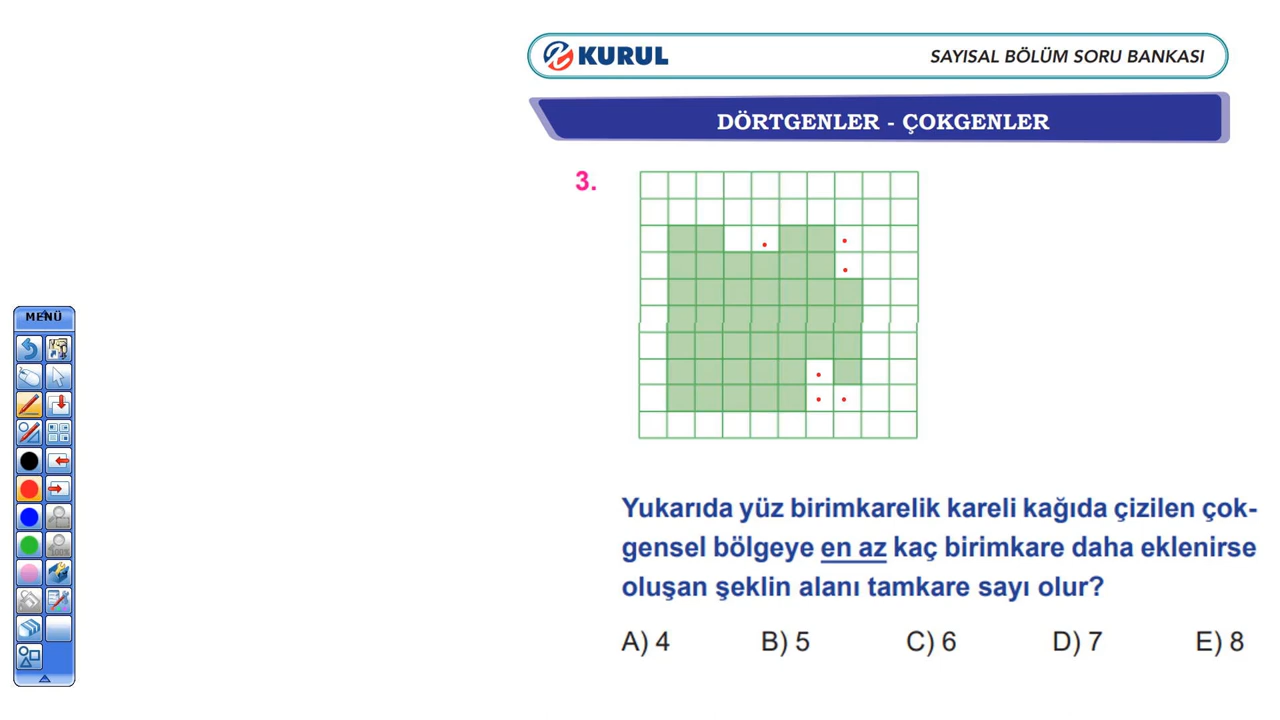 KURUL
SAYISAL BÖLÜM SORU BANKASI
DÖRTGENLER - ÇOKGENLER
3.
MENÜ
Yukarıda yüz birimkarelik kareli kağıda çizilen çok-
gensel bölgeye en az kaç birimkare daha eklenirse
oluşan şeklin alanı tamkare sayı olur?
A) 4 B) 5 C) 6 D) 7 E) 8